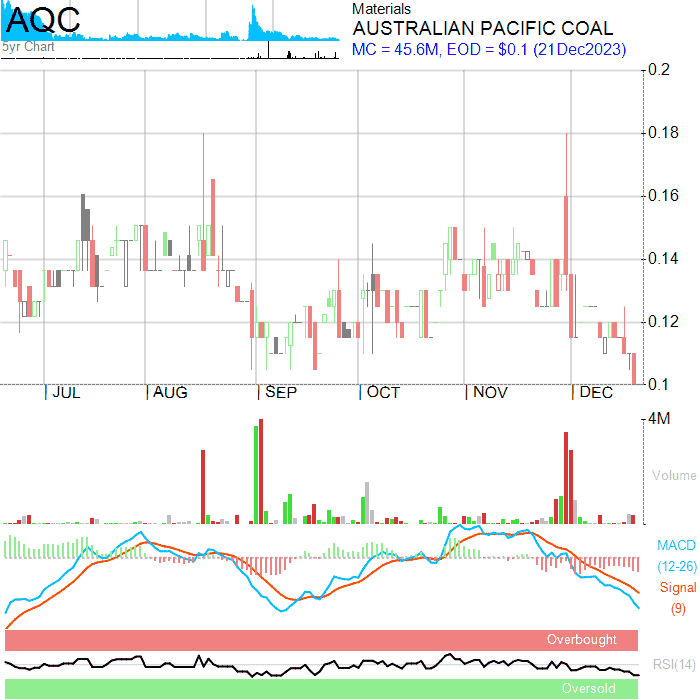 AQC
5yr Chart
Materials
AUSTRALIAN PACIFIC COAL
MC = 45.6M, EOD = $0.1 (21Dec2023)
0.2
0.18
0.16
0.14
0.12
0.1
| JUL | AUG | SEP | OCT | NOV | DEC
4M
Volume
MACD
(12-26)
Signal
(9)
Overbought
RSI(14)
Oversold